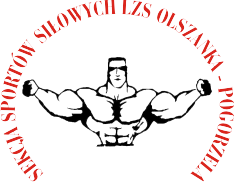 SEKCJA SPORTÓW SIŁOWYCH LZS OLSZANKA - POGORZELA